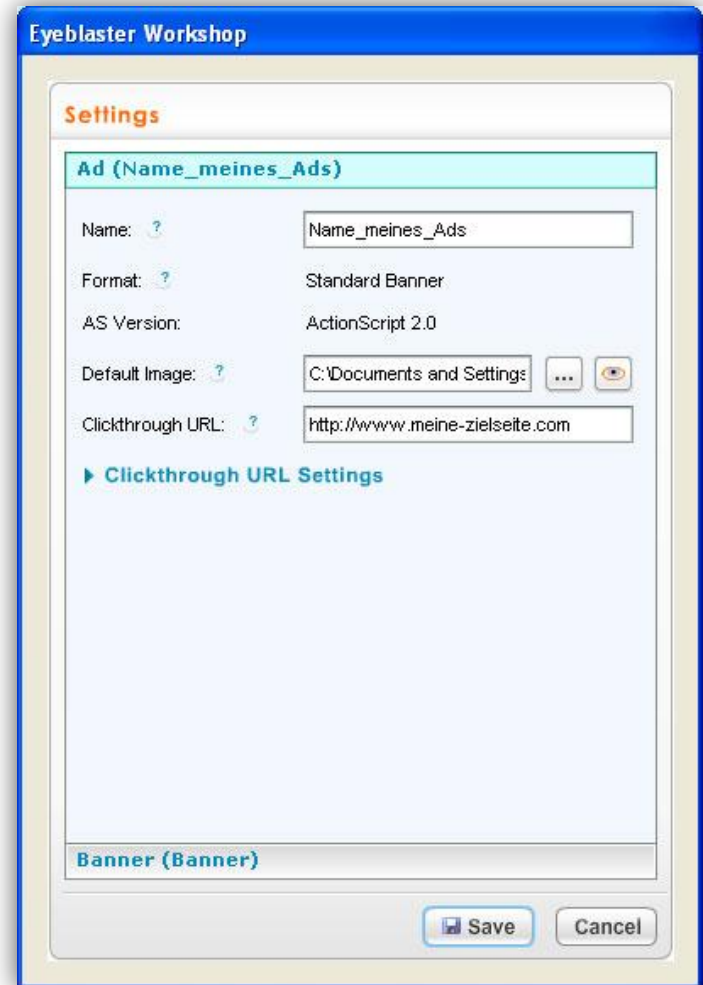 Eyeblaster Workshop
Settings
Ad (Name_meines_Ads)
Name: ? Name_meines_Ads
Format: ? Standard Banner
AS Version: ActionScript 2.0
Default Image: ? C:\Documents and Settings ...
Clickthrough URL: ? http://www.meine-zielseite.com
Clickthrough URL Settings
Banner (Banner)
Save Cancel